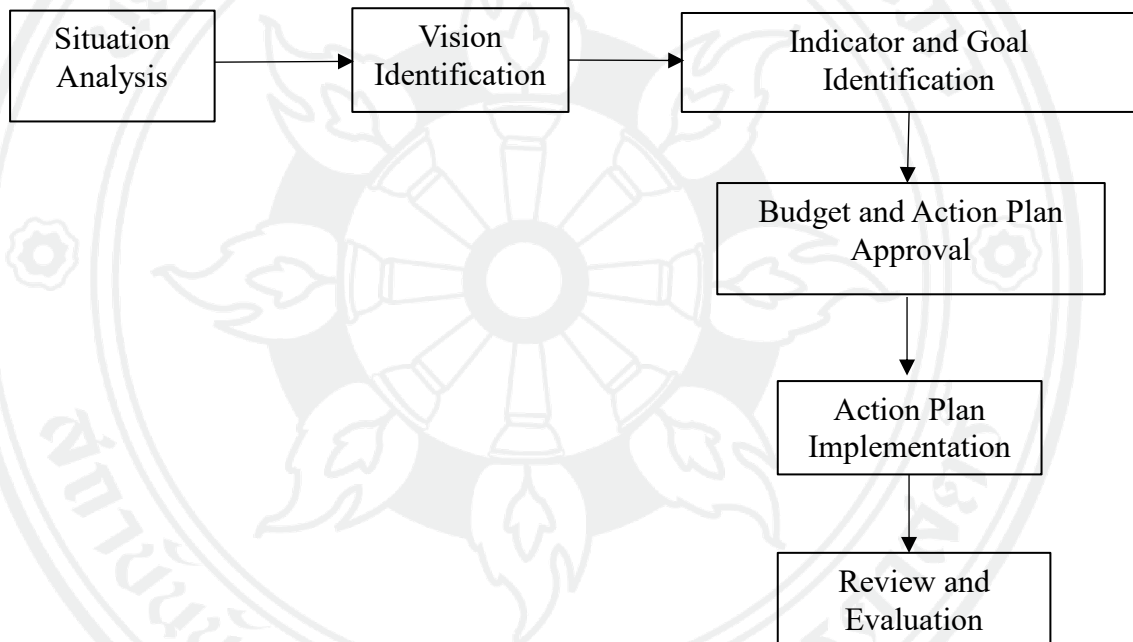 Situation
Analysis
Vision
Identification
Indicator and Goal
Identification
Budget and Action Plan
Approval
Action Plan
Implementation
Review and
Evaluation